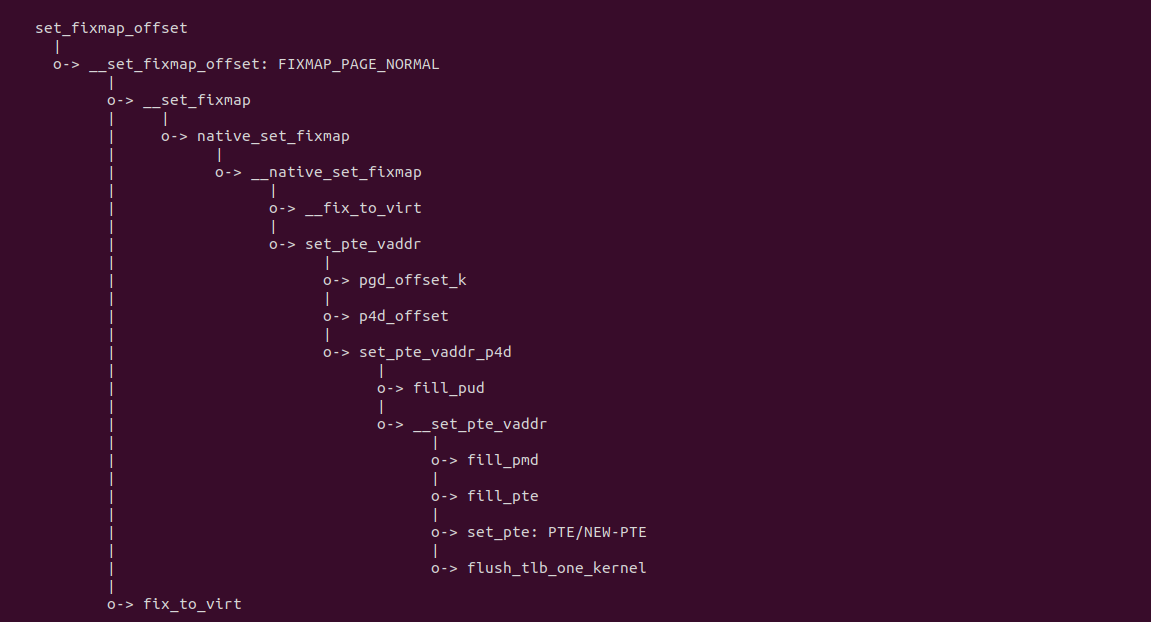 set_fixmap_offset
|
o-> __set_fixmap_offset: FIXMAP_PAGE_NORMAL
|
o-> __set_fixmap
| |
| o-> native_set_fixmap
| |
| o-> __native_set_fixmap
| |
| o-> __fix_to_virt
| |
| o-> set_pte_vaddr
| |
| o-> pgd_offset_k
| |
| o-> p4d_offset
| |
| o-> set_pte_vaddr_p4d
| |
| o-> fill_pud
| |
| o-> __set_pte_vaddr
| |
| o-> fill_pmd
| |
| o-> fill_pte
| |
| o-> set_pte: PTE/NEW-PTE
| |
| o-> flush_tlb_one_kernel
|
o-> fix_to_virt